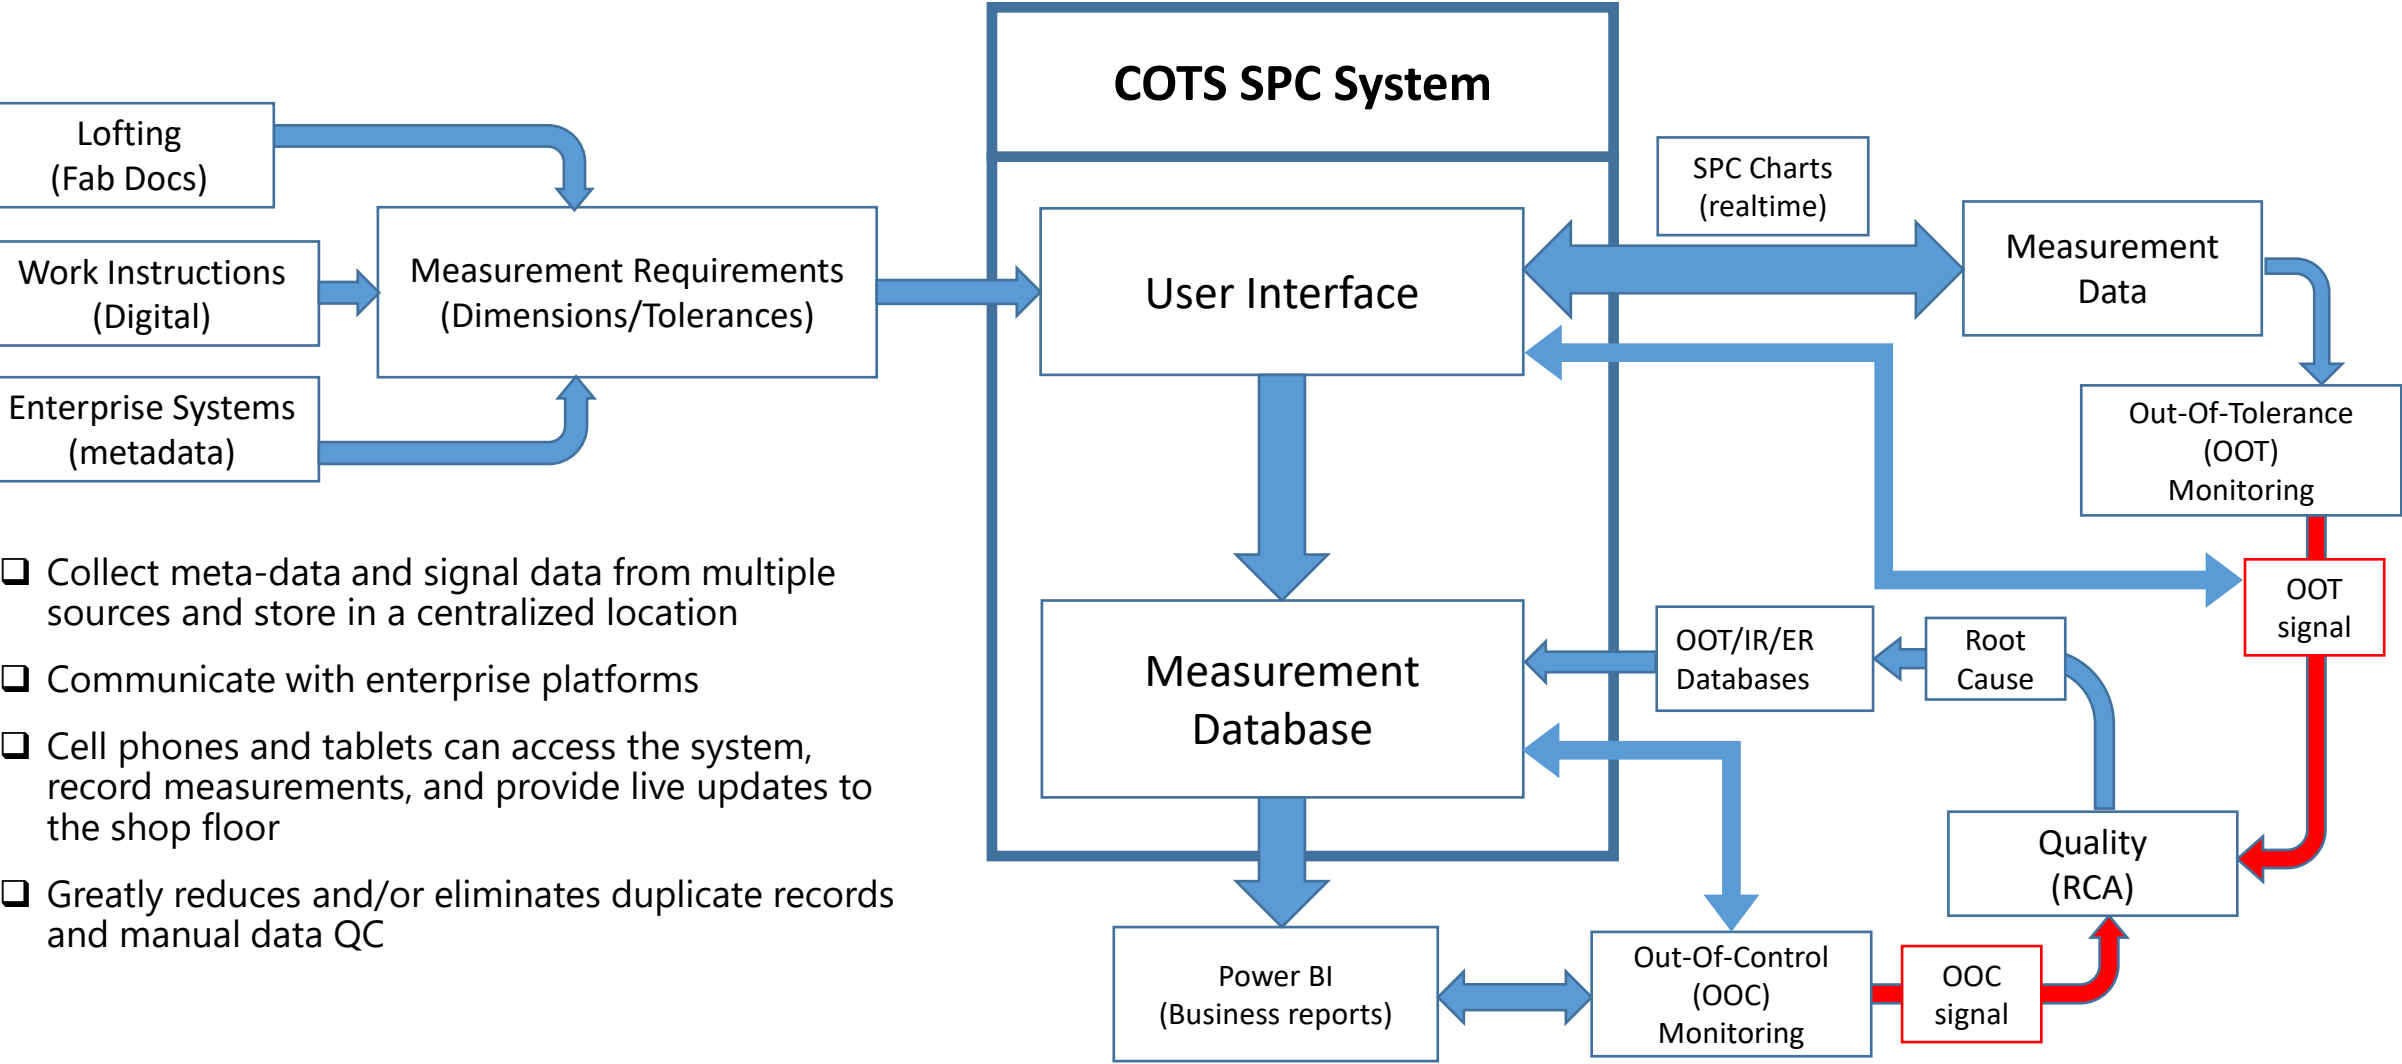 COTS SPC System
Lofting
(Fab Docs)
Work Instructions
(Digital)
Enterprise Systems
(metadata)
Measurement Requirements
(Dimensions/Tolerances)
User Interface
SPC Charts
(realtime)
Measurement
Data
Out-Of-Tolerance
(OOT)
Monitoring
OOT
signal
Measurement
Database
OOT/IR/ER
Databases
Root
Cause
Quality
(RCA)
Power BI
(Business reports)
Out-Of-Control
(OOC)
Monitoring
OOC
signal
❑ Collect meta-data and signal data from multiple
sources and store in a centralized location
❑ Communicate with enterprise platforms
❑ Cell phones and tablets can access the system,
record measurements, and provide live updates to
the shop floor
❑ Greatly reduces and/or eliminates duplicate records
and manual data QC